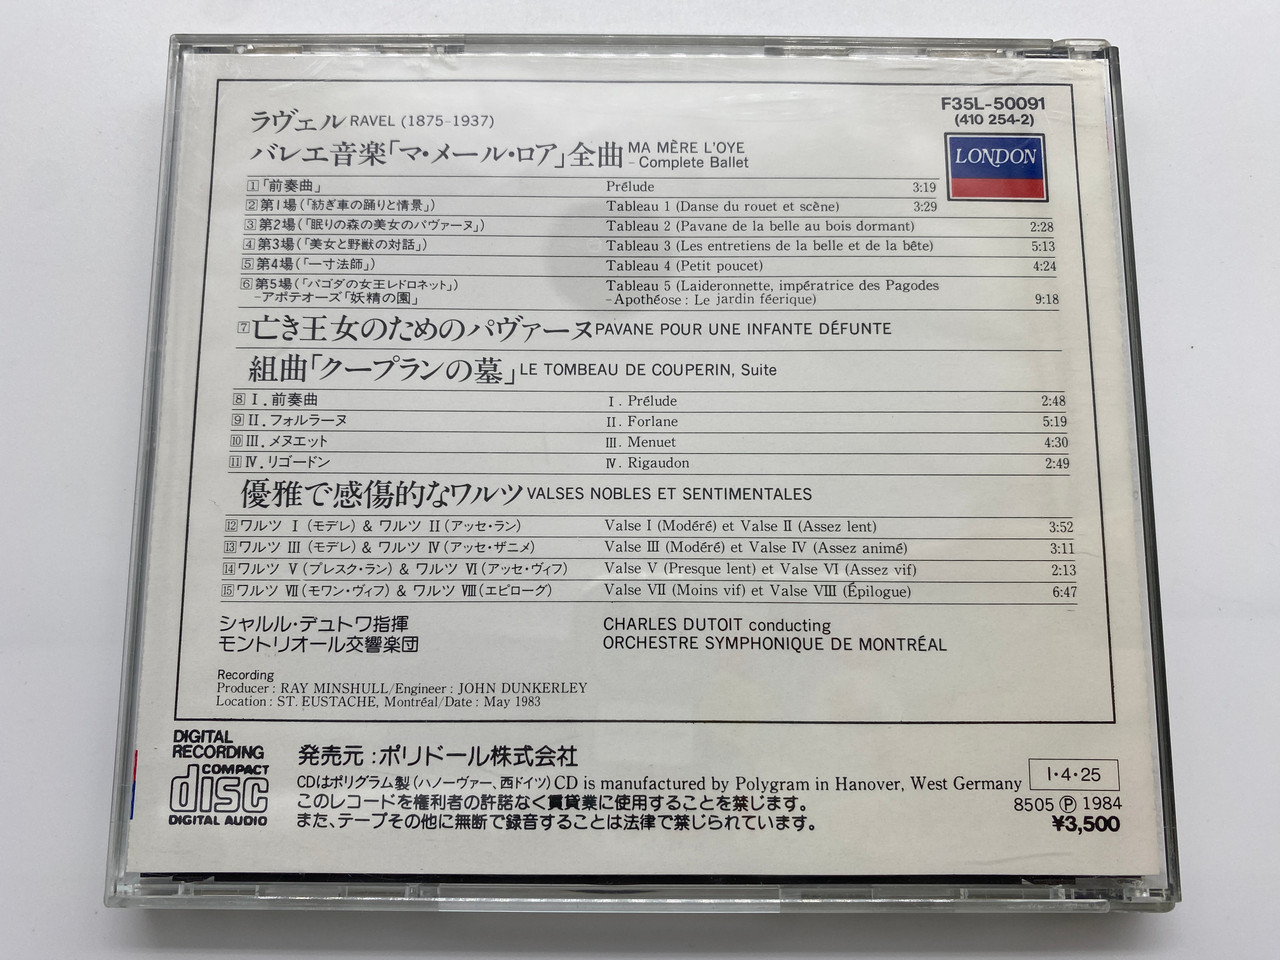 F35L-50091
(410 254-2)
LONDON
ラヴェル RAVEL (1875-1937)
バレエ音楽「マ・メール・ロア」全曲 MA MÈRE L'OYE
– Complete Ballet
1 「前奏曲」 Prélude 3:19
2 第1場(「紡ぎ車の踊りと情景」) Tableau 1 (Danse du rouet et scène) 3:29
3 第2場(「眠りの森の美女のパヴァーヌ」) Tableau 2 (Pavane de la belle au bois dormant) 2:28
4 第3場(「美女と野獣の対話」) Tableau 3 (Les entretiens de la belle et de la bête) 5:13
5 第4場(「一寸法師」) Tableau 4 (Petit poucet) 4:24
6 第5場(「パゴダの女王レドロネット」) Tableau 5 (Laideronnette, impératrice des Pagodes
–アポテオーズ「妖精の園」 –Apothéose : Le jardin féerique) 9:18
7 亡き王女のためのパヴァーヌ PAVANE POUR UNE INFANTE DÉFUNTE
組曲「クープランの墓」 LE TOMBEAU DE COUPERIN, Suite
8 I. 前奏曲 I. Prélude 2:48
9 II. フォルラーヌ II. Forlane 5:19
10 III. メヌエット III. Menuet 4:30
11 IV. リゴードン IV. Rigaudon 2:49
優雅で感傷的なワルツ VALSES NOBLES ET SENTIMENTALES
12 ワルツ I (モデレ) & ワルツ II (アッセ・ラン) Valse I (Modéré) et Valse II (Assez lent) 3:52
13 ワルツ III (モデレ) & ワルツ IV (アッセ・ザニメ) Valse III (Modéré) et Valse IV (Assez animé) 3:11
14 ワルツ V (プレスク・ラン) & ワルツ VI (アッセ・ヴィフ) Valse V (Presque lent) et Valse VI (Assez vif) 2:13
15 ワルツ VII (モワン・ヴィフ) & ワルツ VIII (エピローグ) Valse VII (Moins vif) et Valse VIII (Épilogue) 6:47
シャルル・デュトワ指揮 CHARLES DUTOIT conducting
モントリオール交響楽団 ORCHESTRE SYMPHONIQUE DE MONTRÉAL
Recording
Producer : RAY MINSHULL/Engineer : JOHN DUNKERLEY
Location : ST. EUSTACHE, Montréal/Date : May 1983
DIGITAL
RECORDING
COMPACT
disc
DIGITAL AUDIO
発売元 : ポリドール株式会社
CDはポリグラム製(ハノーヴァー、西ドイツ) CD is manufactured by Polygram in Hanover, West Germany
このレコードを権利者の許諾なく賃貸業に使用することを禁じます。
また、テープその他に無断で録音することは法律で禁じられています。
I・4・25
8505 Ⓟ 1984
¥3,500